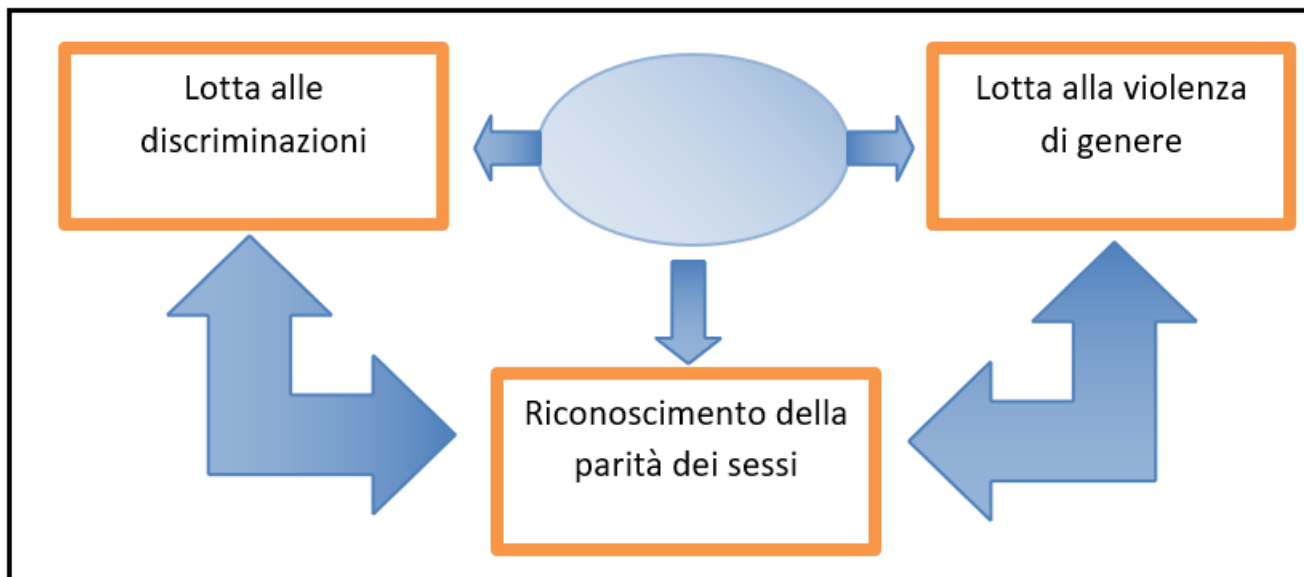 Lotta alle
discriminazioni
Lotta alla violenza
di genere
Riconoscimento della
parità dei sessi